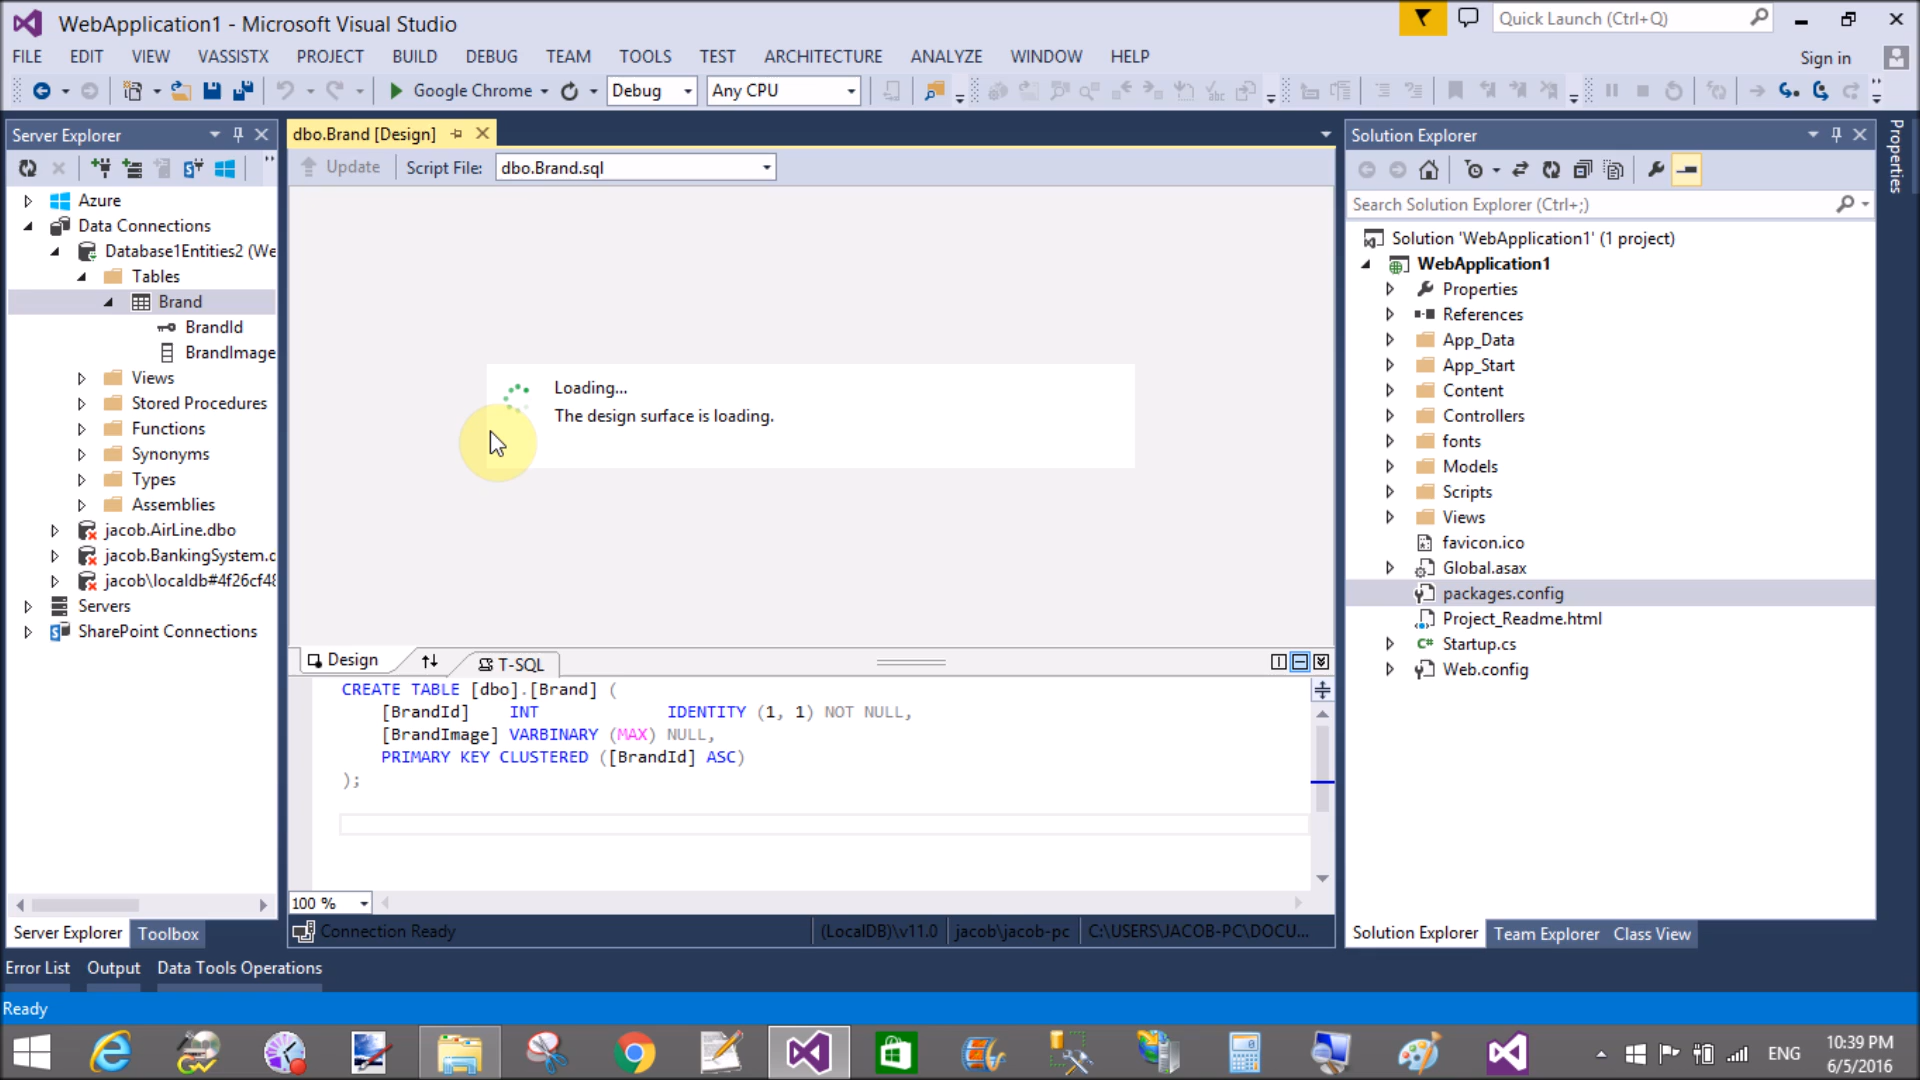 WebApplication1 - Microsoft Visual Studio
Quick Launch (Ctrl+Q)
FILE EDIT VIEW VASSISTX PROJECT BUILD DEBUG TEAM TOOLS TEST ARCHITECTURE ANALYZE WINDOW HELP
Sign in
Google Chrome Debug Any CPU
Server Explorer
Azure
Data Connections
Database1Entities2 (We
Tables
Brand
BrandId
BrandImage
Views
Stored Procedures
Functions
Synonyms
Types
Assemblies
jacob.AirLine.dbo
jacob.BankingSystem.c
jacob\localdb#4f26cf48
Servers
SharePoint Connections
Server Explorer Toolbox
dbo.Brand [Design]
Update Script File: dbo.Brand.sql
Loading...
The design surface is loading.
Design T-SQL
CREATE TABLE [dbo].[Brand] (
[BrandId] INT IDENTITY (1, 1) NOT NULL,
[BrandImage] VARBINARY (MAX) NULL,
PRIMARY KEY CLUSTERED ([BrandId] ASC)
);
100 %
Connection Ready (LocalDB)\v11.0 jacob\jacob-pc C:\USERS\JACOB-PC\DOCU...
Solution Explorer
Search Solution Explorer (Ctrl+;)
Solution 'WebApplication1' (1 project)
WebApplication1
Properties
References
App_Data
App_Start
Content
Controllers
fonts
Models
Scripts
Views
favicon.ico
Global.asax
packages.config
Project_Readme.html
C# Startup.cs
Web.config
Solution Explorer Team Explorer Class View
Properties
Error List Output Data Tools Operations
Ready
ENG
10:39 PM
6/5/2016